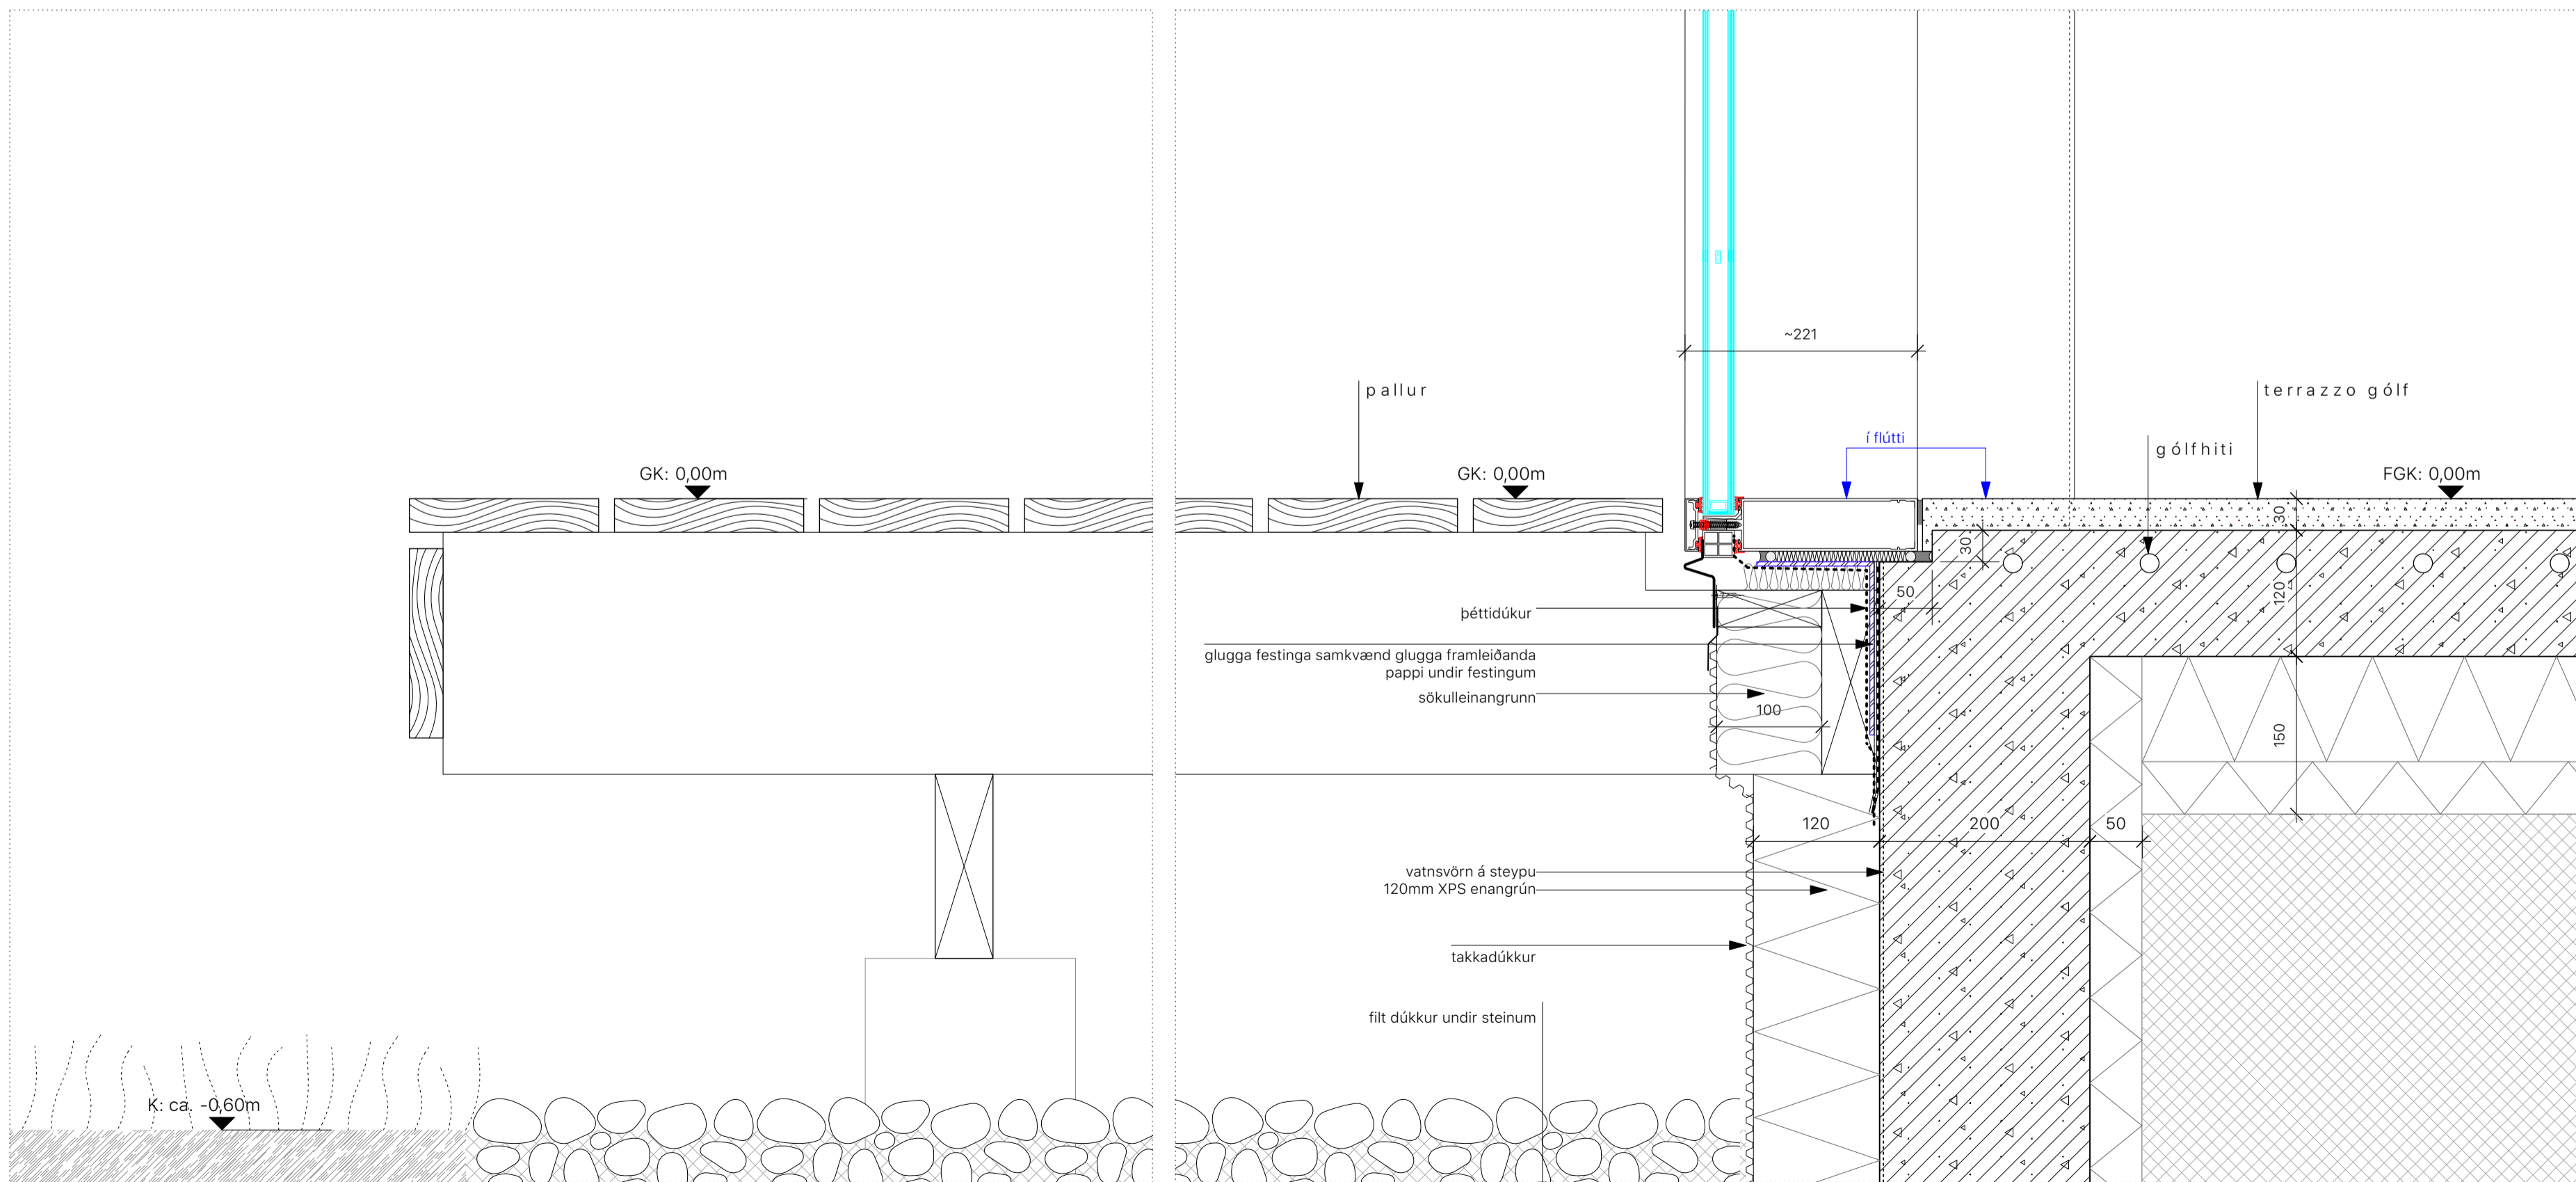 ~221
pallur
terrazzo gólf
í flútti
gólfhiti
GK: 0,00m
GK: 0,00m
FGK: 0,00m
30
30
50
120
þéttidúkur
glugga festinga samkvænd glugga framleiðanda
pappi undir festingum
sökulleinangrunn
100
150
120
200
50
vatnsvörn á steypu
120mm XPS enangrún
takkadúkkur
filt dúkkur undir steinum
K: ca. -0,60m